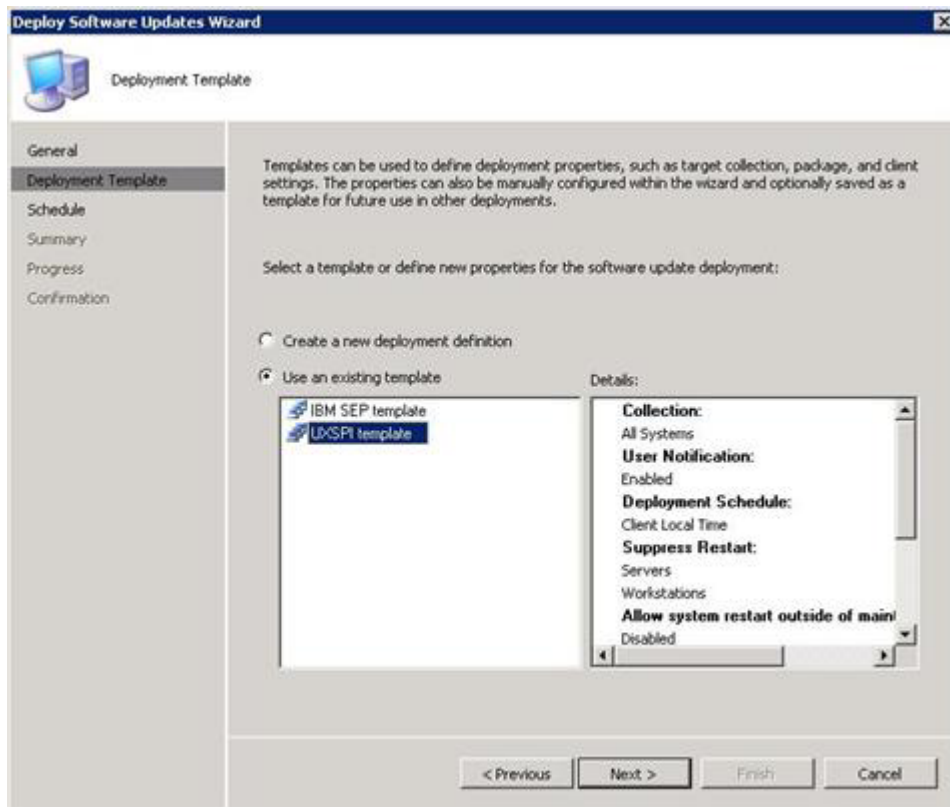 Deploy Software Updates Wizard
Deployment Template
General
Deployment Template
Schedule
Summary
Progress
Confirmation
Templates can be used to define deployment properties, such as target collection, package, and client
settings. The properties can also be manually configured within the wizard and optionally saved as a
template for future use in other deployments.
Select a template or define new properties for the software update deployment:
Create a new deployment definition
Use an existing template
IBM SEP template
UXSPI template
Details:
Collection:
All Systems
User Notification:
Enabled
Deployment Schedule:
Client Local Time
Suppress Restart:
Servers
Workstations
Allow system restart outside of main
Disabled
< Previous
Next >
Finish
Cancel